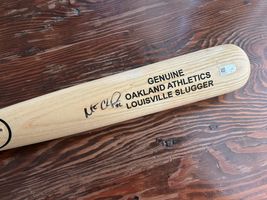 GENUINE
OAKLAND ATHLETICS
LOUISVILLE SLUGGER